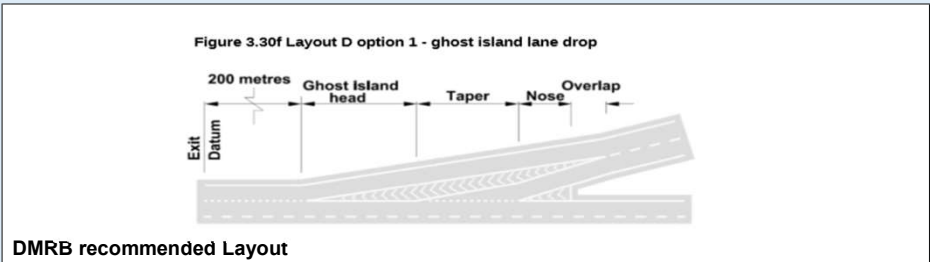 Figure 3.30f Layout D option 1 - ghost island lane drop
200 metres
Ghost Island
head
Taper
Nose
Overlap
Exit
Datum
DMRB recommended Layout